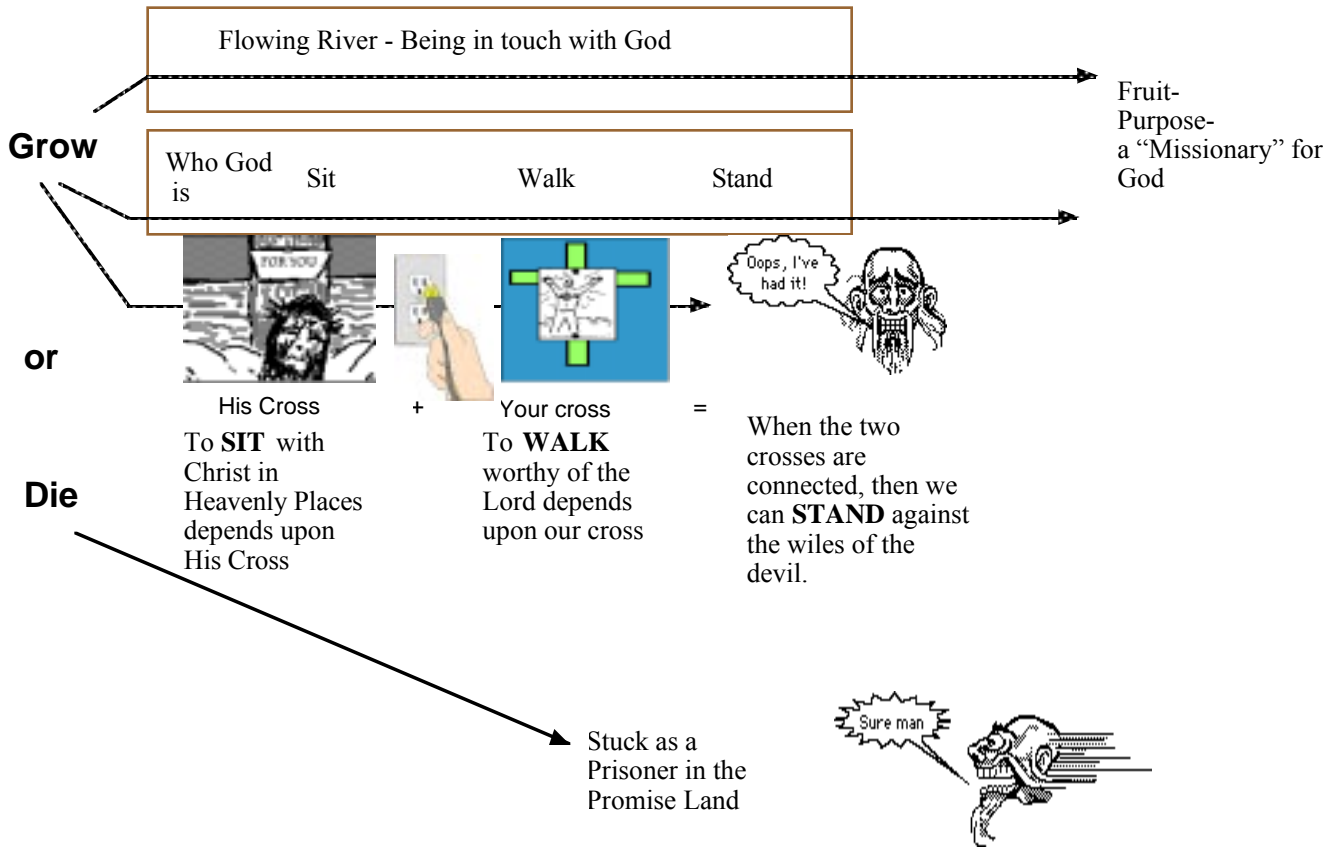 Flowing River - Being in touch with God
Fruit-
Purpose-
a “Missionary” for
God
Grow
Who God
is
Sit
Walk
Stand
FOR YOU
Oops, I've
had it!
or
His Cross
+
Your cross
=
To SIT with
Christ in
Heavenly Places
depends upon
His Cross
To WALK
worthy of the
Lord depends
upon our cross
When the two
crosses are
connected, then we
can STAND against
the wiles of the
devil.
Die
Sure man
Stuck as a
Prisoner in the
Promise Land